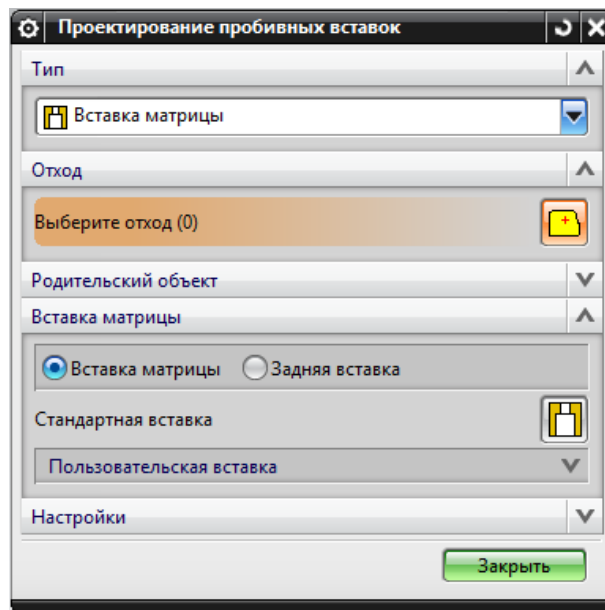 Проектирование пробивных вставок
Тип
Вставка матрицы
Отход
Выберите отход (0)
Родительский объект
Вставка матрицы
Вставка матрицы Задняя вставка
Стандартная вставка
Пользовательская вставка
Настройки
Закрыть